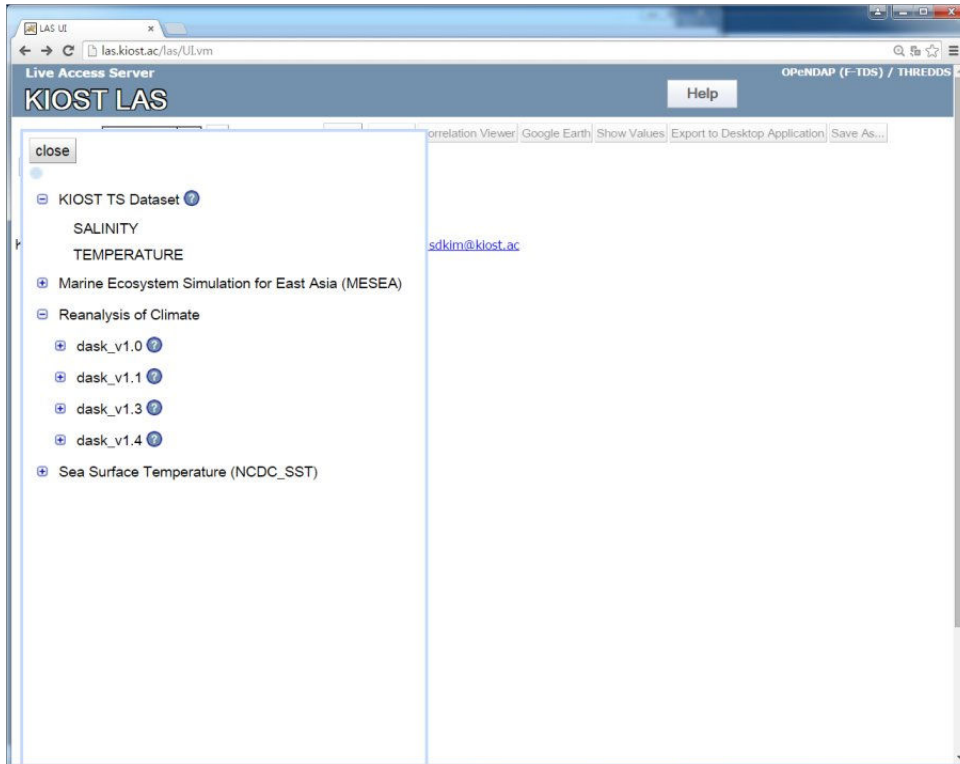 LAS UI
las.kiost.ac/las/UI.vm
Live Access Server
OPeNDAP (F-TDS) / THREDDS
KIOST LAS
Help
orrelation Viewer Google Earth Show Values Export to Desktop Application Save As...
close
KIOST TS Dataset
SALINITY
sdkim@kiost.ac
TEMPERATURE
Marine Ecosystem Simulation for East Asia (MESEA)
Reanalysis of Climate
dask_v1.0
dask_v1.1
dask_v1.3
dask_v1.4
Sea Surface Temperature (NCDC_SST)